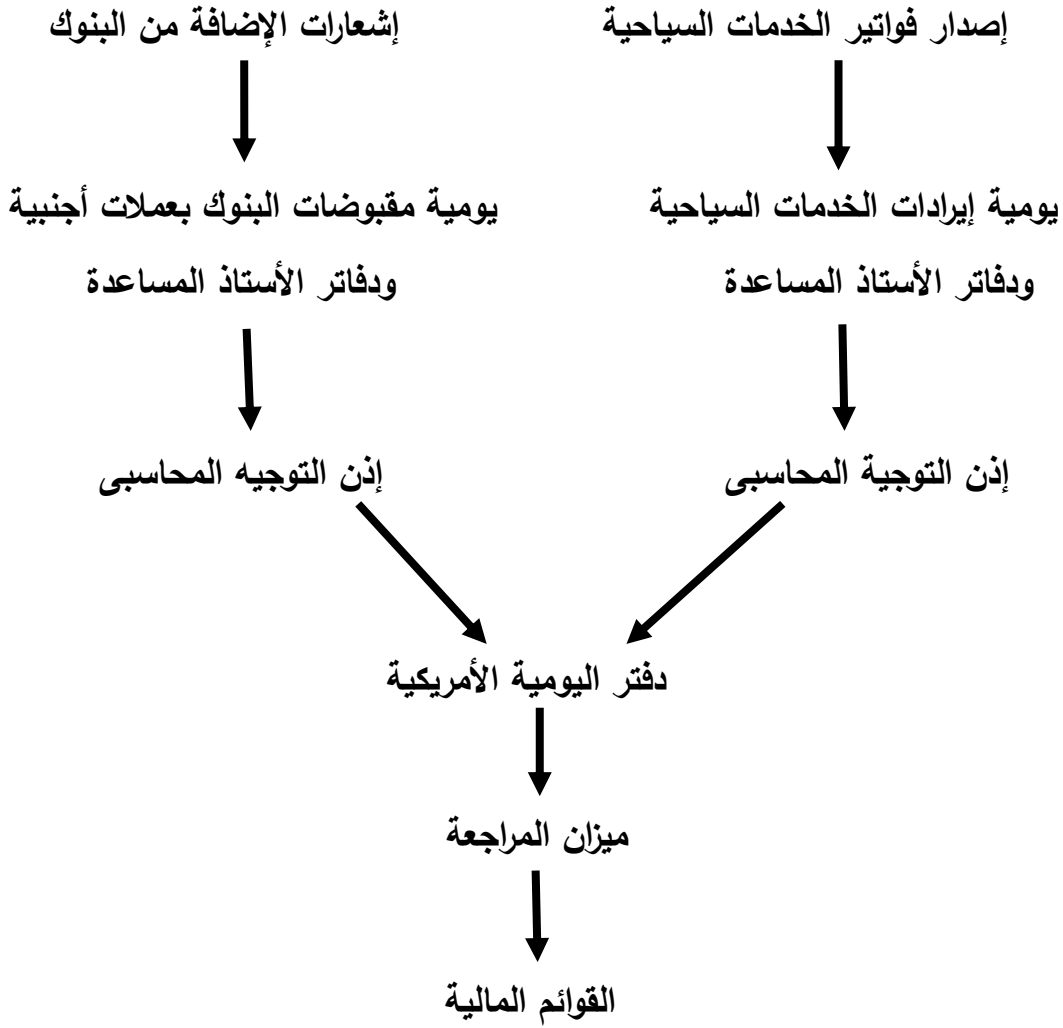 إصدار فواتير الخدمات السياحية
إشعارات الإضافة من البنوك
يومية إيرادات الخدمات السياحية
ودفاتر الأستاذ المساعدة
يومية مقبوضات البنوك بعملات أجنبية
ودفاتر الأستاذ المساعدة
إذن التوجية المحاسبى
إذن التوجيه المحاسبى
دفتر اليومية الأمريكية
ميزان المراجعة
القوائم المالية